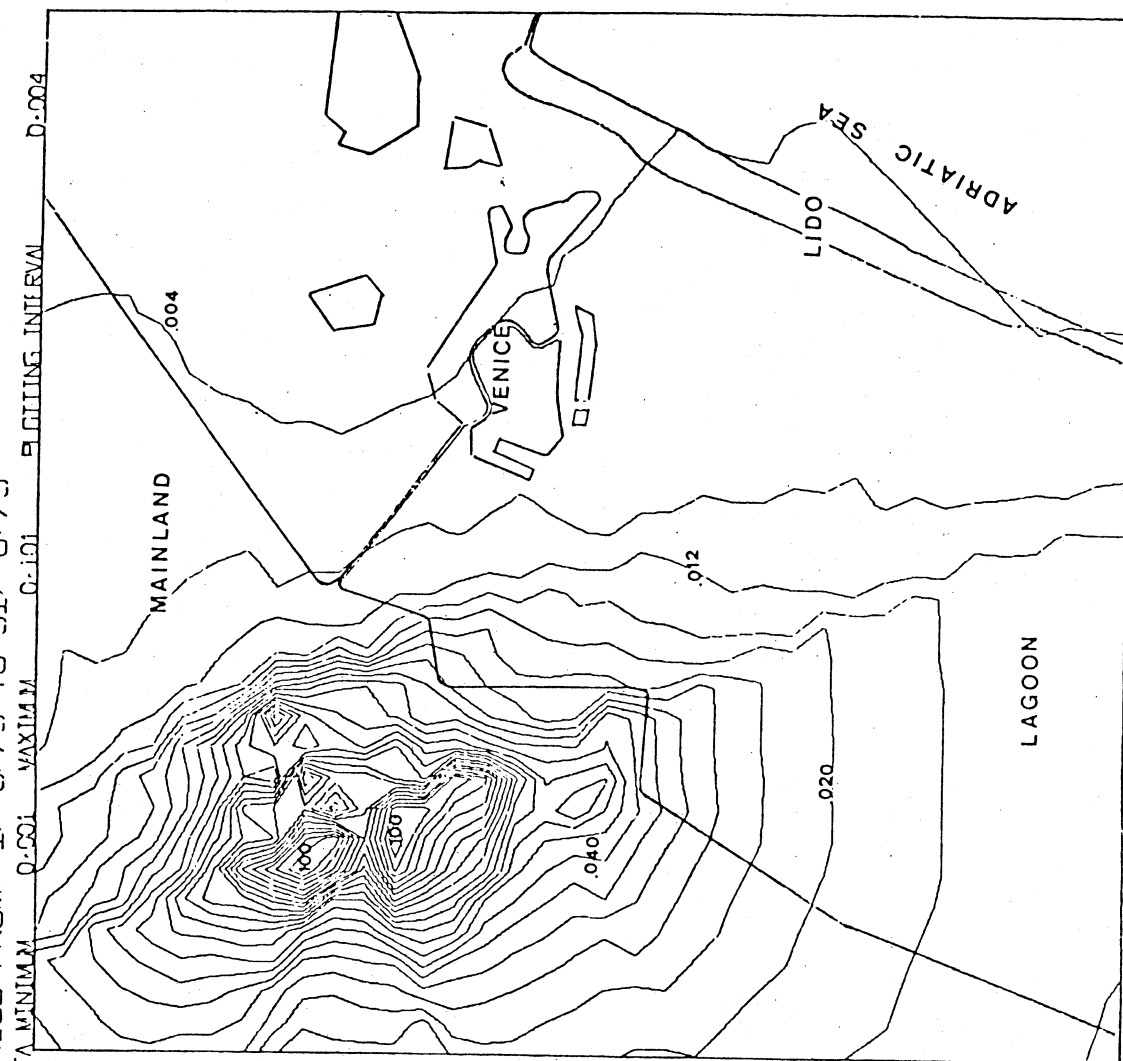 MINIMUM 0.001 MAXIMUM 0.101 PLOTTING INTERVAL 0.004
MAINLAND
.004
VENICE
LIDO
ADRIATIC SEA
.012
LAGOON
.020
.040
.100
.100